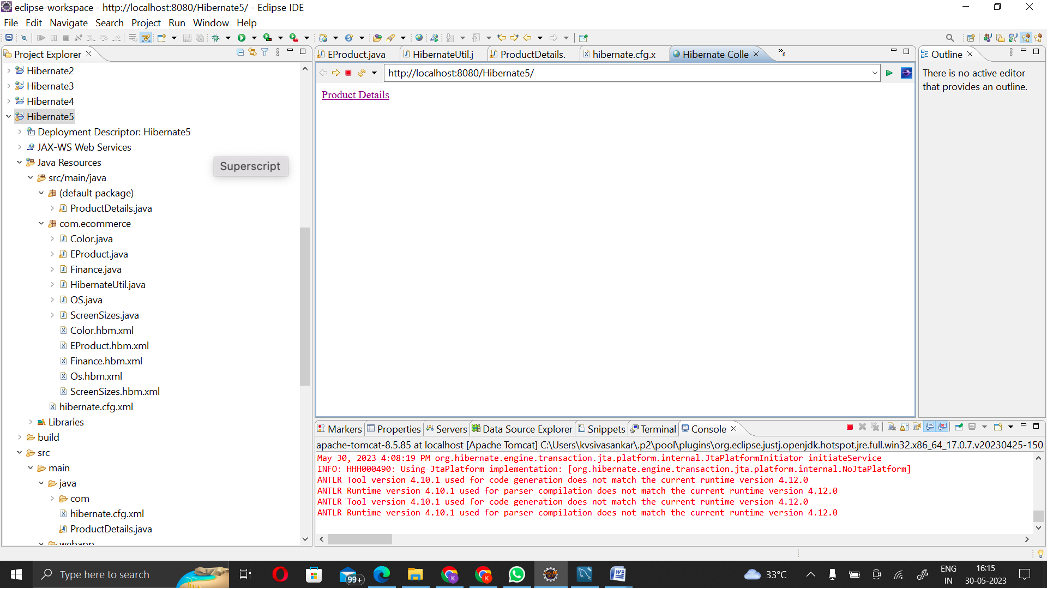 eclipse workspace - http://localhost:8080/Hibernate5/ - Eclipse IDE
File Edit Navigate Search Project Run Window Help
Project Explorer
Hibernate2
Hibernate3
Hibernate4
Hibernate5
Deployment Descriptor: Hibernate5
JAX-WS Web Services
Java Resources
src/main/java
(default package)
ProductDetails.java
com.ecommerce
Color.java
EProduct.java
Finance.java
HibernateUtil.java
OS.java
ScreenSizes.java
Color.hbm.xml
EProduct.hbm.xml
Finance.hbm.xml
Os.hbm.xml
ScreenSizes.hbm.xml
hibernate.cfg.xml
Libraries
build
src
main
java
com
hibernate.cfg.xml
ProductDetails.java
webapp
Superscript
EProduct.java HibernateUtil.j ProductDetails. hibernate.cfg.x Hibernate Colle
http://localhost:8080/Hibernate5/
Product Details
Outline
There is no active editor
that provides an outline.
Markers Properties Servers Data Source Explorer Snippets Terminal Console
apache-tomcat-8.5.85 at localhost [Apache Tomcat] C:\Users\kvsivasankar\.p2\pool\plugins\org.eclipse.justj.openjdk.hotspot.jre.full.win32.x86_64_17.0.7.v20230425-150
May 30, 2023 4:08:19 PM org.hibernate.engine.transaction.jta.platform.internal.JtaPlatformInitiator initiateService
INFO: HHH000490: Using JtaPlatform implementation: [org.hibernate.engine.transaction.jta.platform.internal.NoJtaPlatform]
ANTLR Tool version 4.10.1 used for code generation does not match the current runtime version 4.12.0
ANTLR Runtime version 4.10.1 used for parser compilation does not match the current runtime version 4.12.0
ANTLR Tool version 4.10.1 used for code generation does not match the current runtime version 4.12.0
ANTLR Runtime version 4.10.1 used for parser compilation does not match the current runtime version 4.12.0
Type here to search
99+
33°C
ENG
IN
16:15
30-05-2023